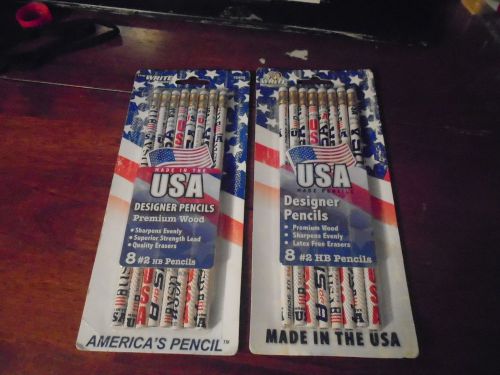 WRITE
MADE IN THE
USA
DESIGNER PENCILS
Premium Wood
• Sharpens Evenly
• Superior Strength Lead
• Quality Erasers
8 #2 HB Pencils
AMERICA'S PENCIL™
USA
MADE PENCILS
Designer
Pencils
• Premium Wood
• Sharpens Evenly
• Latex Free Erasers
8 #2 HB Pencils
MADE IN THE USA